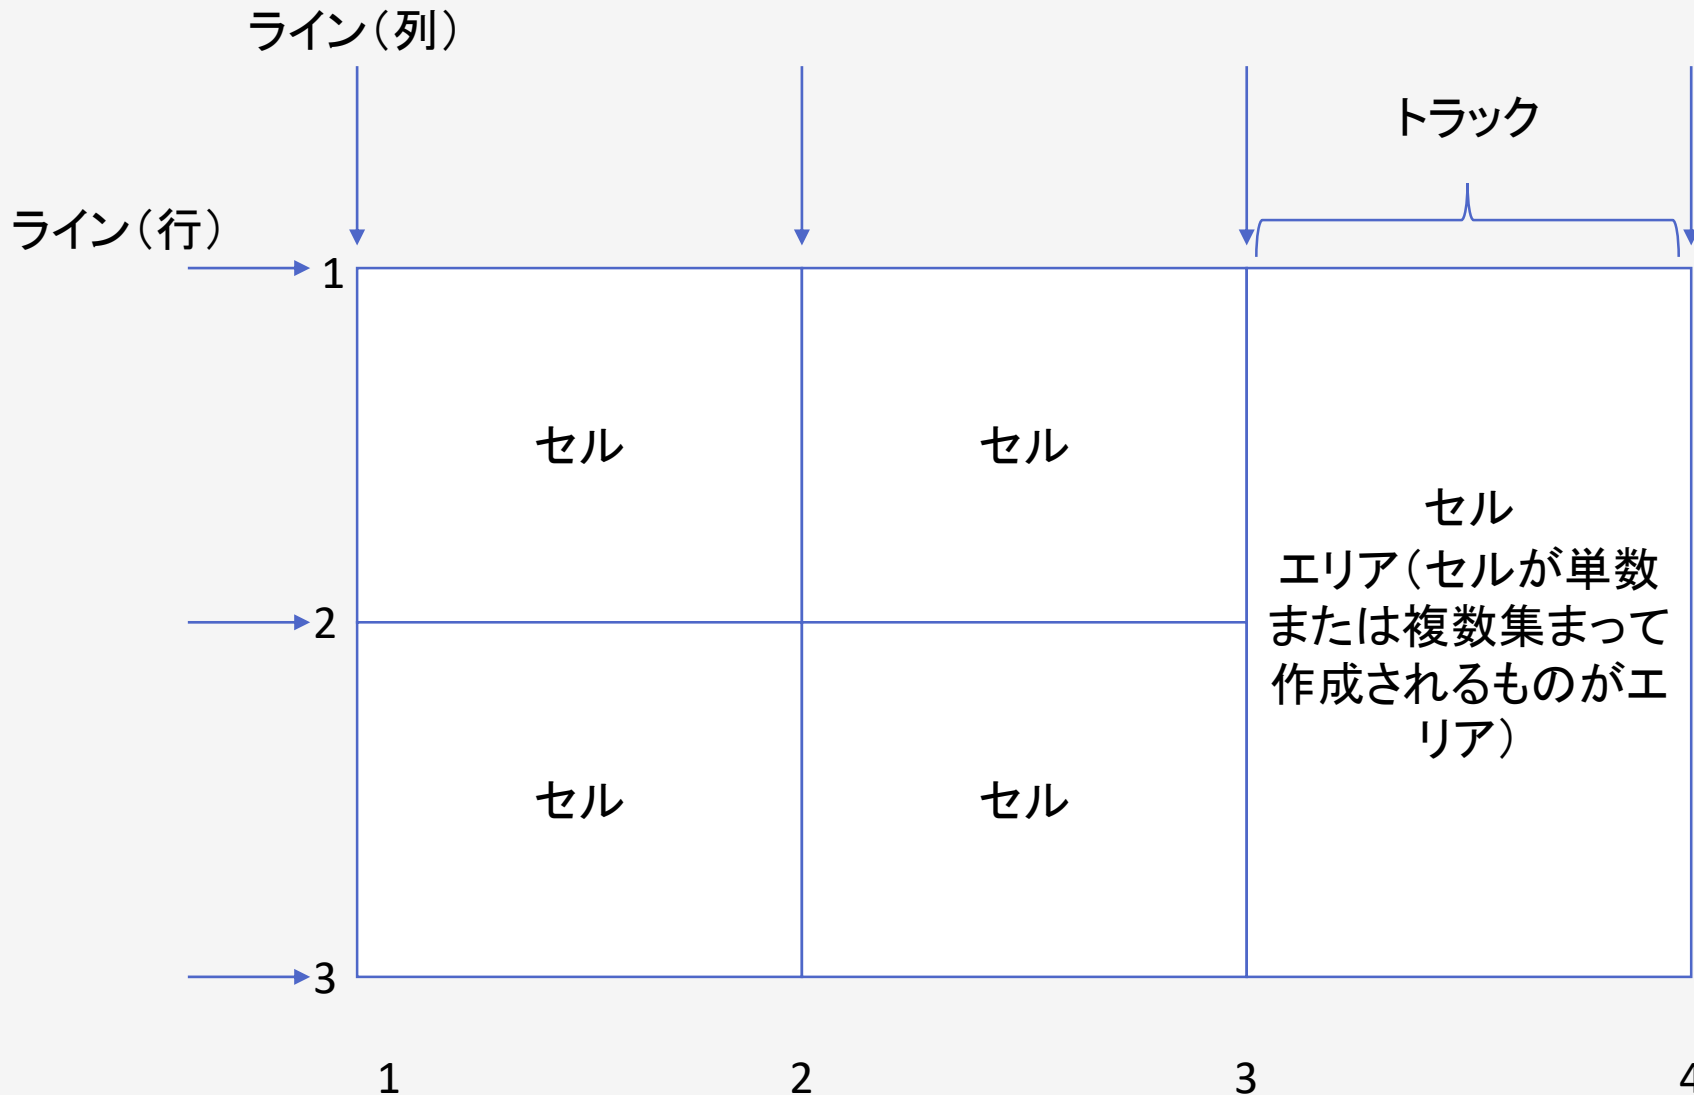 ライン（列）
トラック
ライン（行）
1
セル
セル
セル
エリア（セルが単数
または複数集まって
作成されるものがエ
リア）
2
セル
セル
3
1
2
3
4